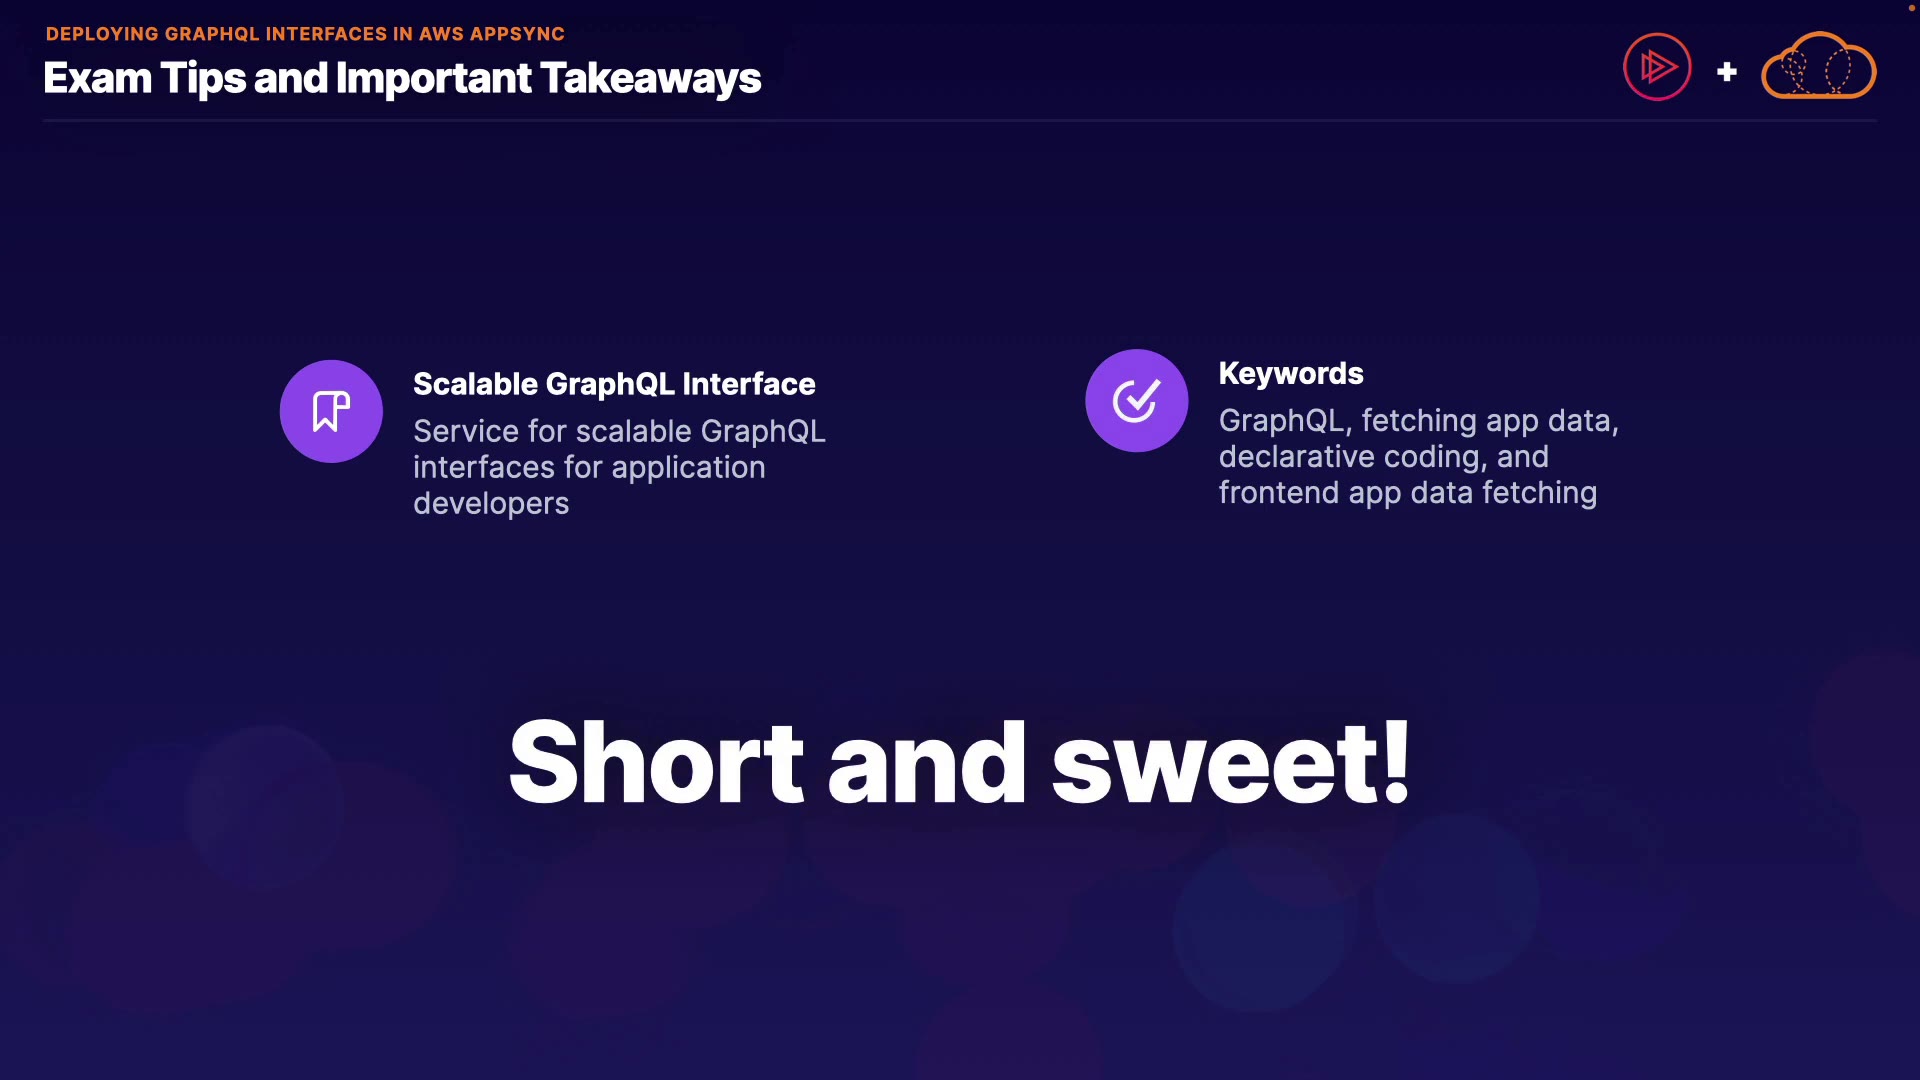 DEPLOYING GRAPHQL INTERFACES IN AWS APPSYNC
Exam Tips and Important Takeaways
Scalable GraphQL Interface
Service for scalable GraphQL
interfaces for application
developers
Keywords
GraphQL, fetching app data,
declarative coding, and
frontend app data fetching
Short and sweet!